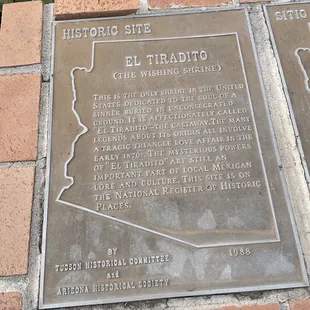 HISTORIC SITE
EL TIRADITO
(THE WISHING SHRINE)
THIS IS THE ONLY SHRINE IN THE UNITED
STATES DEDICATED TO THE SOUL OF A
SINNER BURIED IN UNCONSECRATED
GROUND. IT IS AFFECTIONATELY CALLED
"EL TIRADITO"-THE CASTAWAY. THE MANY
LEGENDS ABOUT ITS ORIGIN ALL INVOLVE
A TRAGIC TRIANGLE LOVE AFFAIR IN THE
EARLY 1870s. THE MYSTERIOUS POWERS
OF "EL TIRADITO" ARE STILL AN
IMPORTANT PART OF LOCAL MEXICAN
LORE AND CULTURE. THIS SITE IS ON
THE NATIONAL REGISTER OF HISTORIC
PLACES.
BY
TUCSON HISTORICAL COMMITTEE
and
ARIZONA HISTORICAL SOCIETY
1988
SITIO